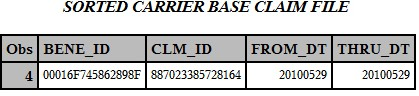 SORTED CARRIER BASE CLAIM FILE
Obs BENE_ID CLM_ID FROM_DT THRU_DT
4 00016F745862898F 887023385728164 20100529 20100529